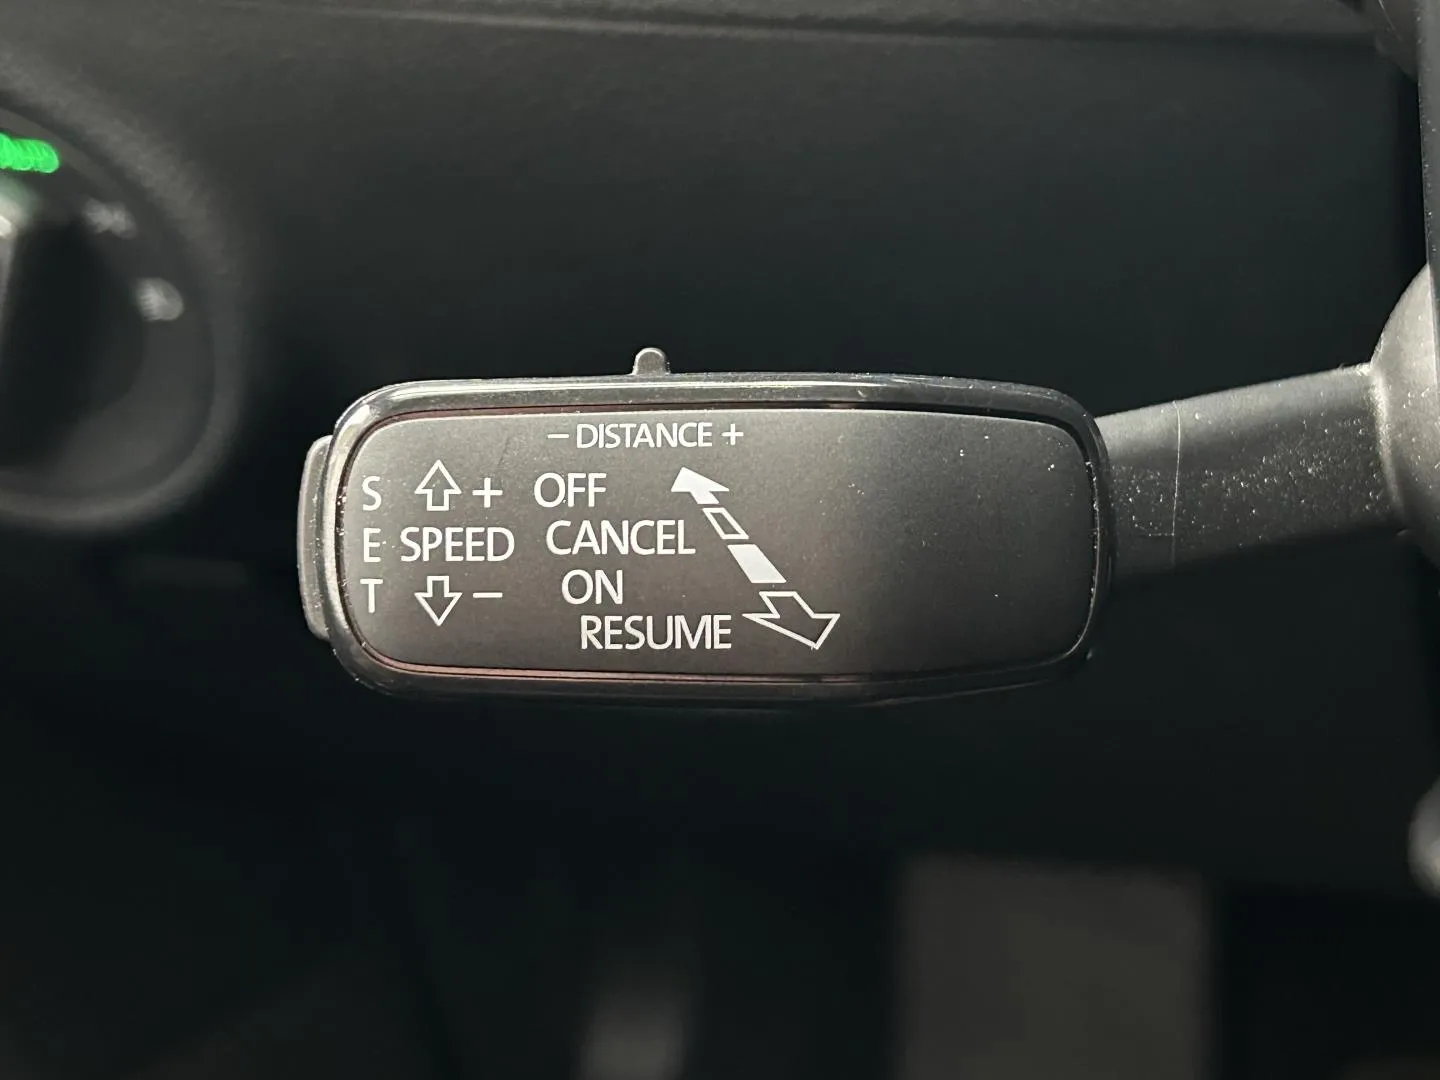 − DISTANCE +
S + OFF
E SPEED CANCEL
T − ON
RESUME